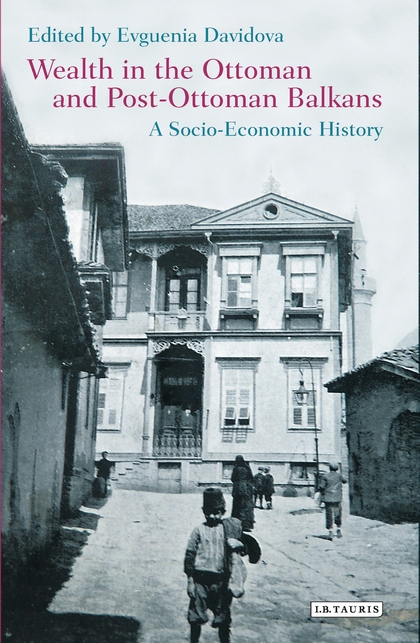 Edited by Evguenia Davidova
Wealth in the Ottoman
and Post-Ottoman Balkans
A Socio-Economic History
I.B.TAURIS